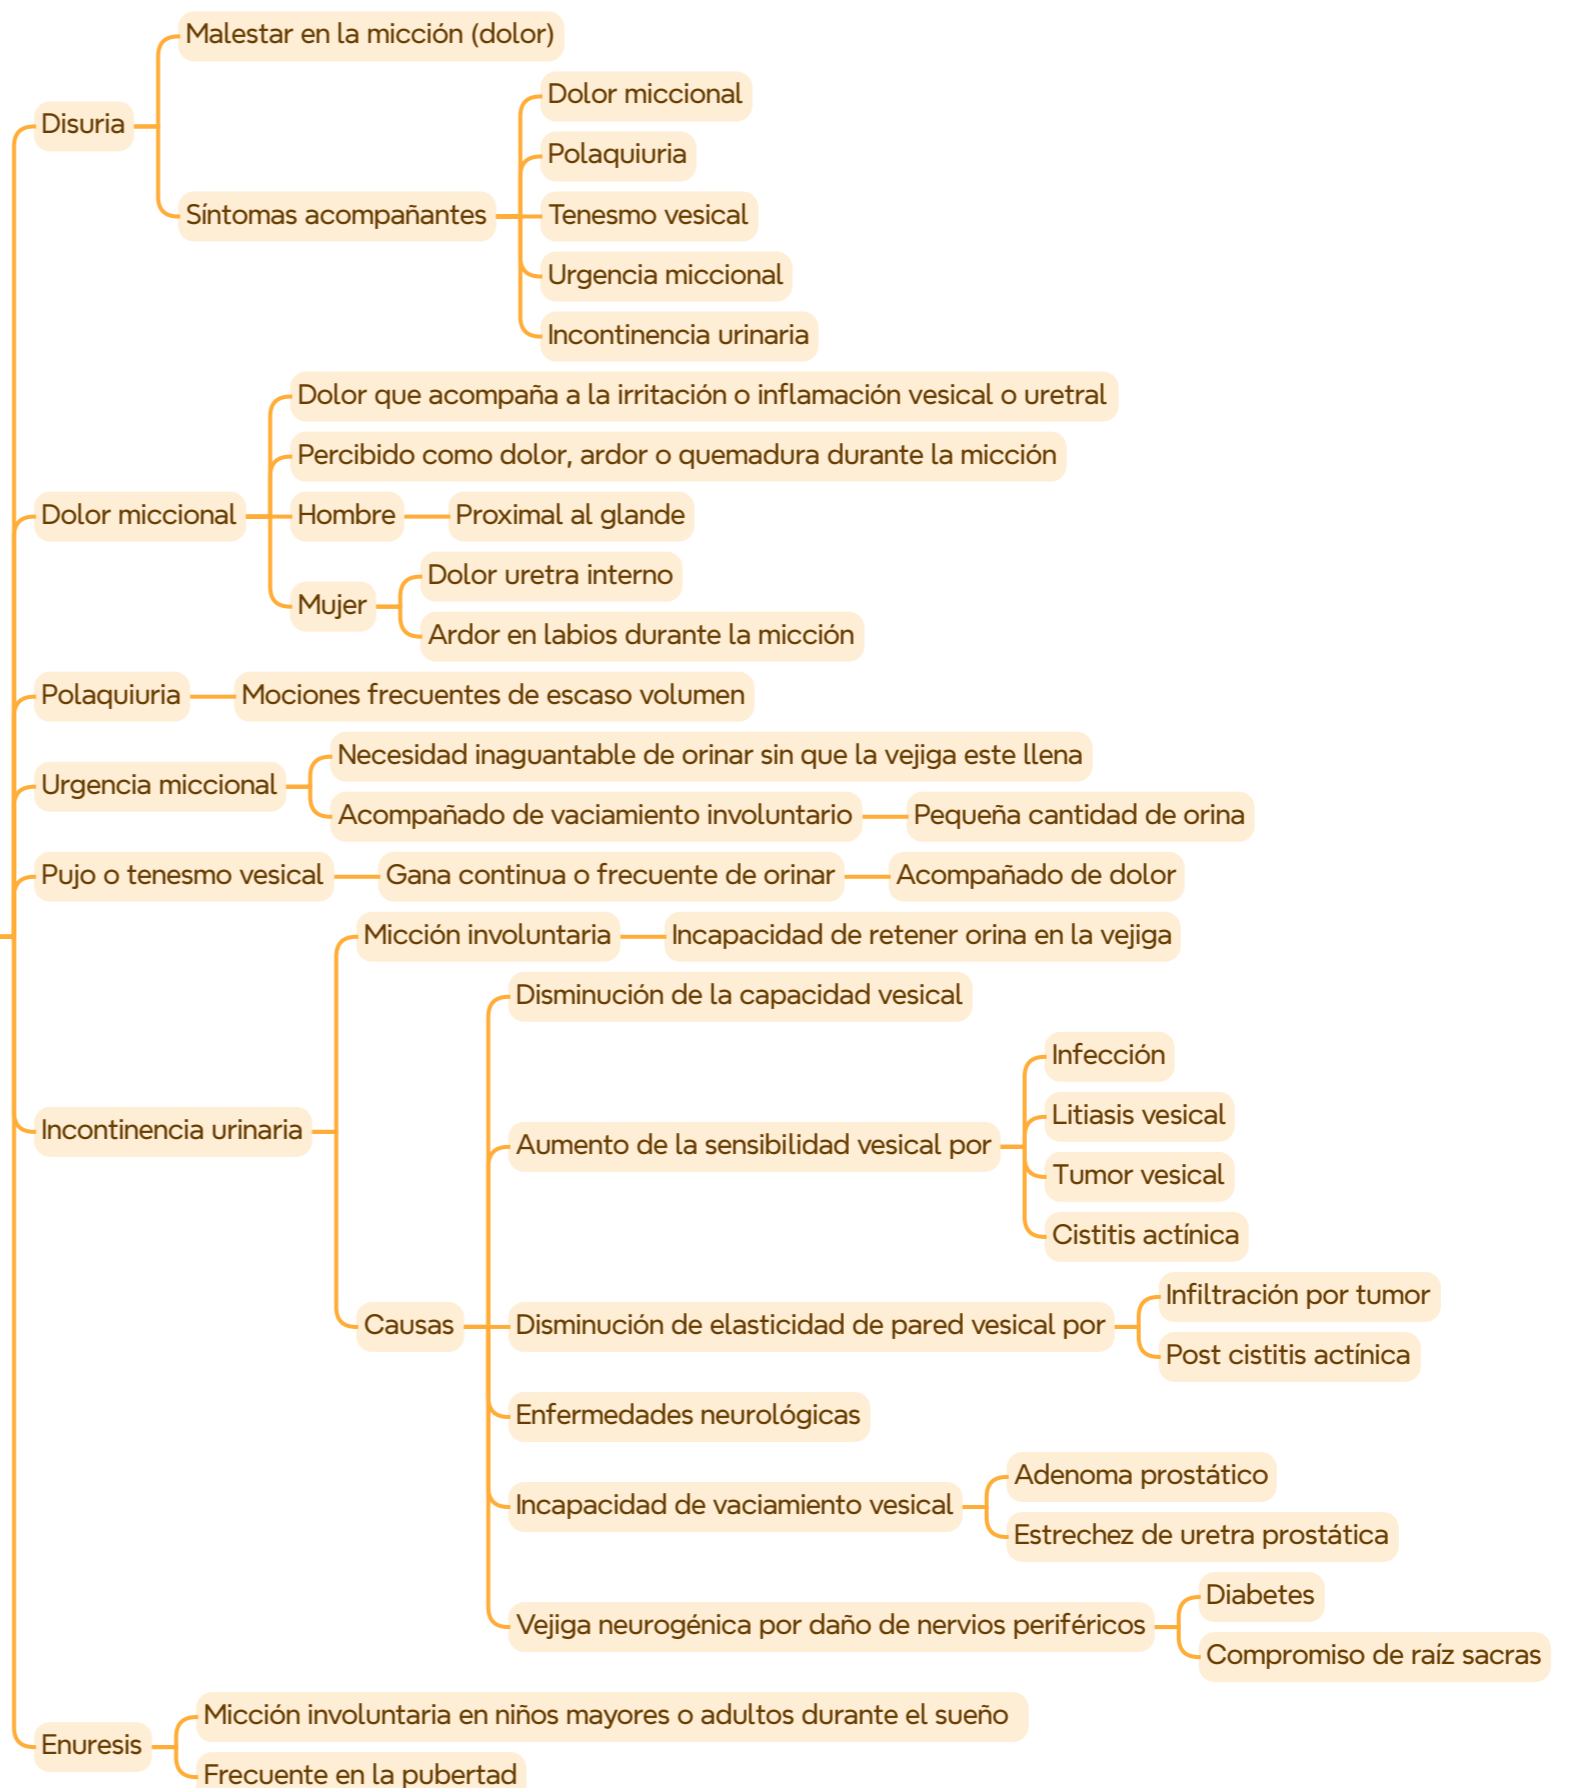 Malestar en la micción (dolor)
Disuria
Síntomas acompañantes
Dolor miccional
Polaquiuria
Tenesmo vesical
Urgencia miccional
Incontinencia urinaria
Dolor miccional
Dolor que acompaña a la irritación o inflamación vesical o uretral
Percibido como dolor, ardor o quemadura durante la micción
Hombre
Proximal al glande
Mujer
Dolor uretra interno
Ardor en labios durante la micción
Polaquiuria
Mociones frecuentes de escaso volumen
Urgencia miccional
Necesidad inaguantable de orinar sin que la vejiga este llena
Acompañado de vaciamiento involuntario
Pequeña cantidad de orina
Pujo o tenesmo vesical
Gana continua o frecuente de orinar
Acompañado de dolor
Incontinencia urinaria
Micción involuntaria
Incapacidad de retener orina en la vejiga
Causas
Disminución de la capacidad vesical
Aumento de la sensibilidad vesical por
Infección
Litiasis vesical
Tumor vesical
Cistitis actínica
Disminución de elasticidad de pared vesical por
Infiltración por tumor
Post cistitis actínica
Enfermedades neurológicas
Incapacidad de vaciamiento vesical
Adenoma prostático
Estrechez de uretra prostática
Vejiga neurogénica por daño de nervios periféricos
Diabetes
Compromiso de raíz sacras
Enuresis
Micción involuntaria en niños mayores o adultos durante el sueño
Frecuente en la pubertad